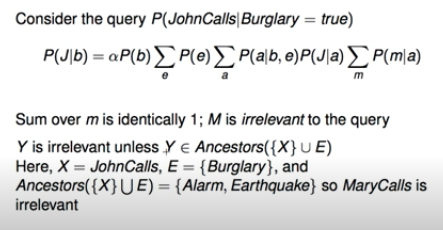 Consider the query P(JohnCalls|Burglary = true)
P(J|b) = αP(b) ∑ P(e) ∑ P(a|b, e)P(J|a) ∑ P(m|a)
e a m
Sum over m is identically 1; M is irrelevant to the query
Y is irrelevant unless Y ∈ Ancestors({X} ∪ E)
Here, X = JohnCalls, E = {Burglary}, and
Ancestors({X} ⋃ E) = {Alarm, Earthquake} so MaryCalls is
irrelevant